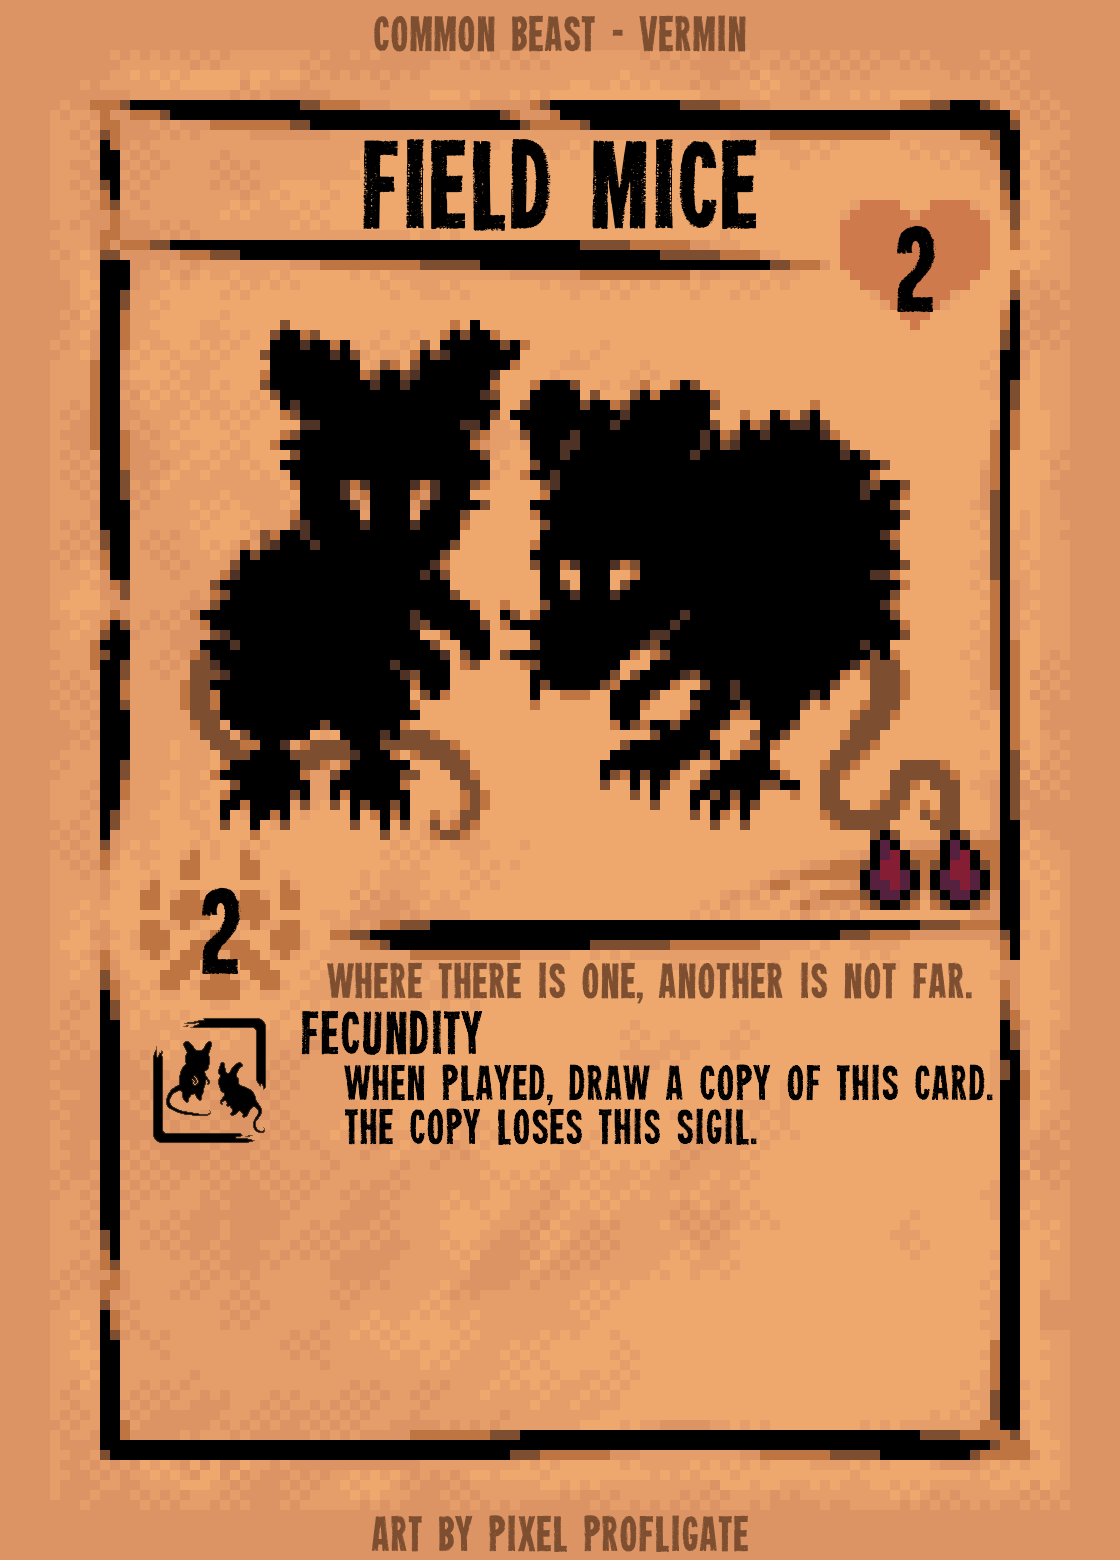 COMMON BEAST - VERMIN
FIELD MICE
2
2
WHERE THERE IS ONE, ANOTHER IS NOT FAR.
FECUNDITY
WHEN PLAYED, DRAW A COPY OF THIS CARD.
THE COPY LOSES THIS SIGIL.
ART BY PIXEL PROFLIGATE